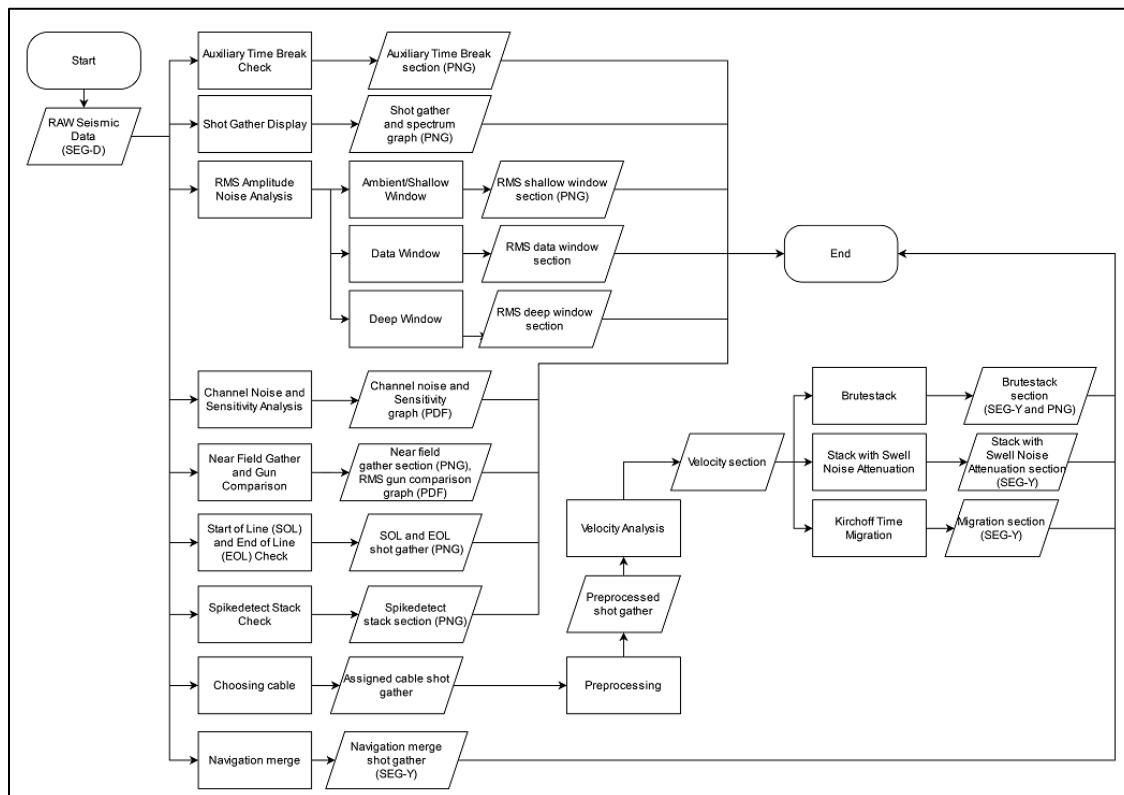 Start
RAW Seismic
Data
(SEG-D)
Auxiliary Time Break
Check
Auxiliary Time Break
section (PNG)
Shot Gather Display
Shot gather
and spectrum
graph (PNG)
RMS Amplitude
Noise Analysis
Ambient/Shallow
Window
RMS shallow window
section (PNG)
Data Window
RMS data window
section
Deep Window
RMS deep window
section
End
Channel Noise and
Sensitivity Analysis
Channel noise and
Sensitivity
graph (PDF)
Near Field Gather
and Gun
Comparison
Near field
gather section (PNG),
RMS gun comparison
graph (PDF)
Start of Line (SOL)
and End of Line
(EOL) Check
SOL and EOL
shot gather (PNG)
Spikedetect Stack
Check
Spikedetect
stack section (PNG)
Choosing cable
Assigned cable shot
gather
Preprocessing
Preprocessed
shot gather
Velocity Analysis
Velocity section
Brutestack
Brutestack
section
(SEG-Y and PNG)
Stack with Swell
Noise Attenuation
Stack with
Swell Noise
Attenuation section
(SEG-Y)
Kirchoff Time
Migration
Migration section
(SEG-Y)
Navigation merge
Navigation merge
shot gather
(SEG-Y)